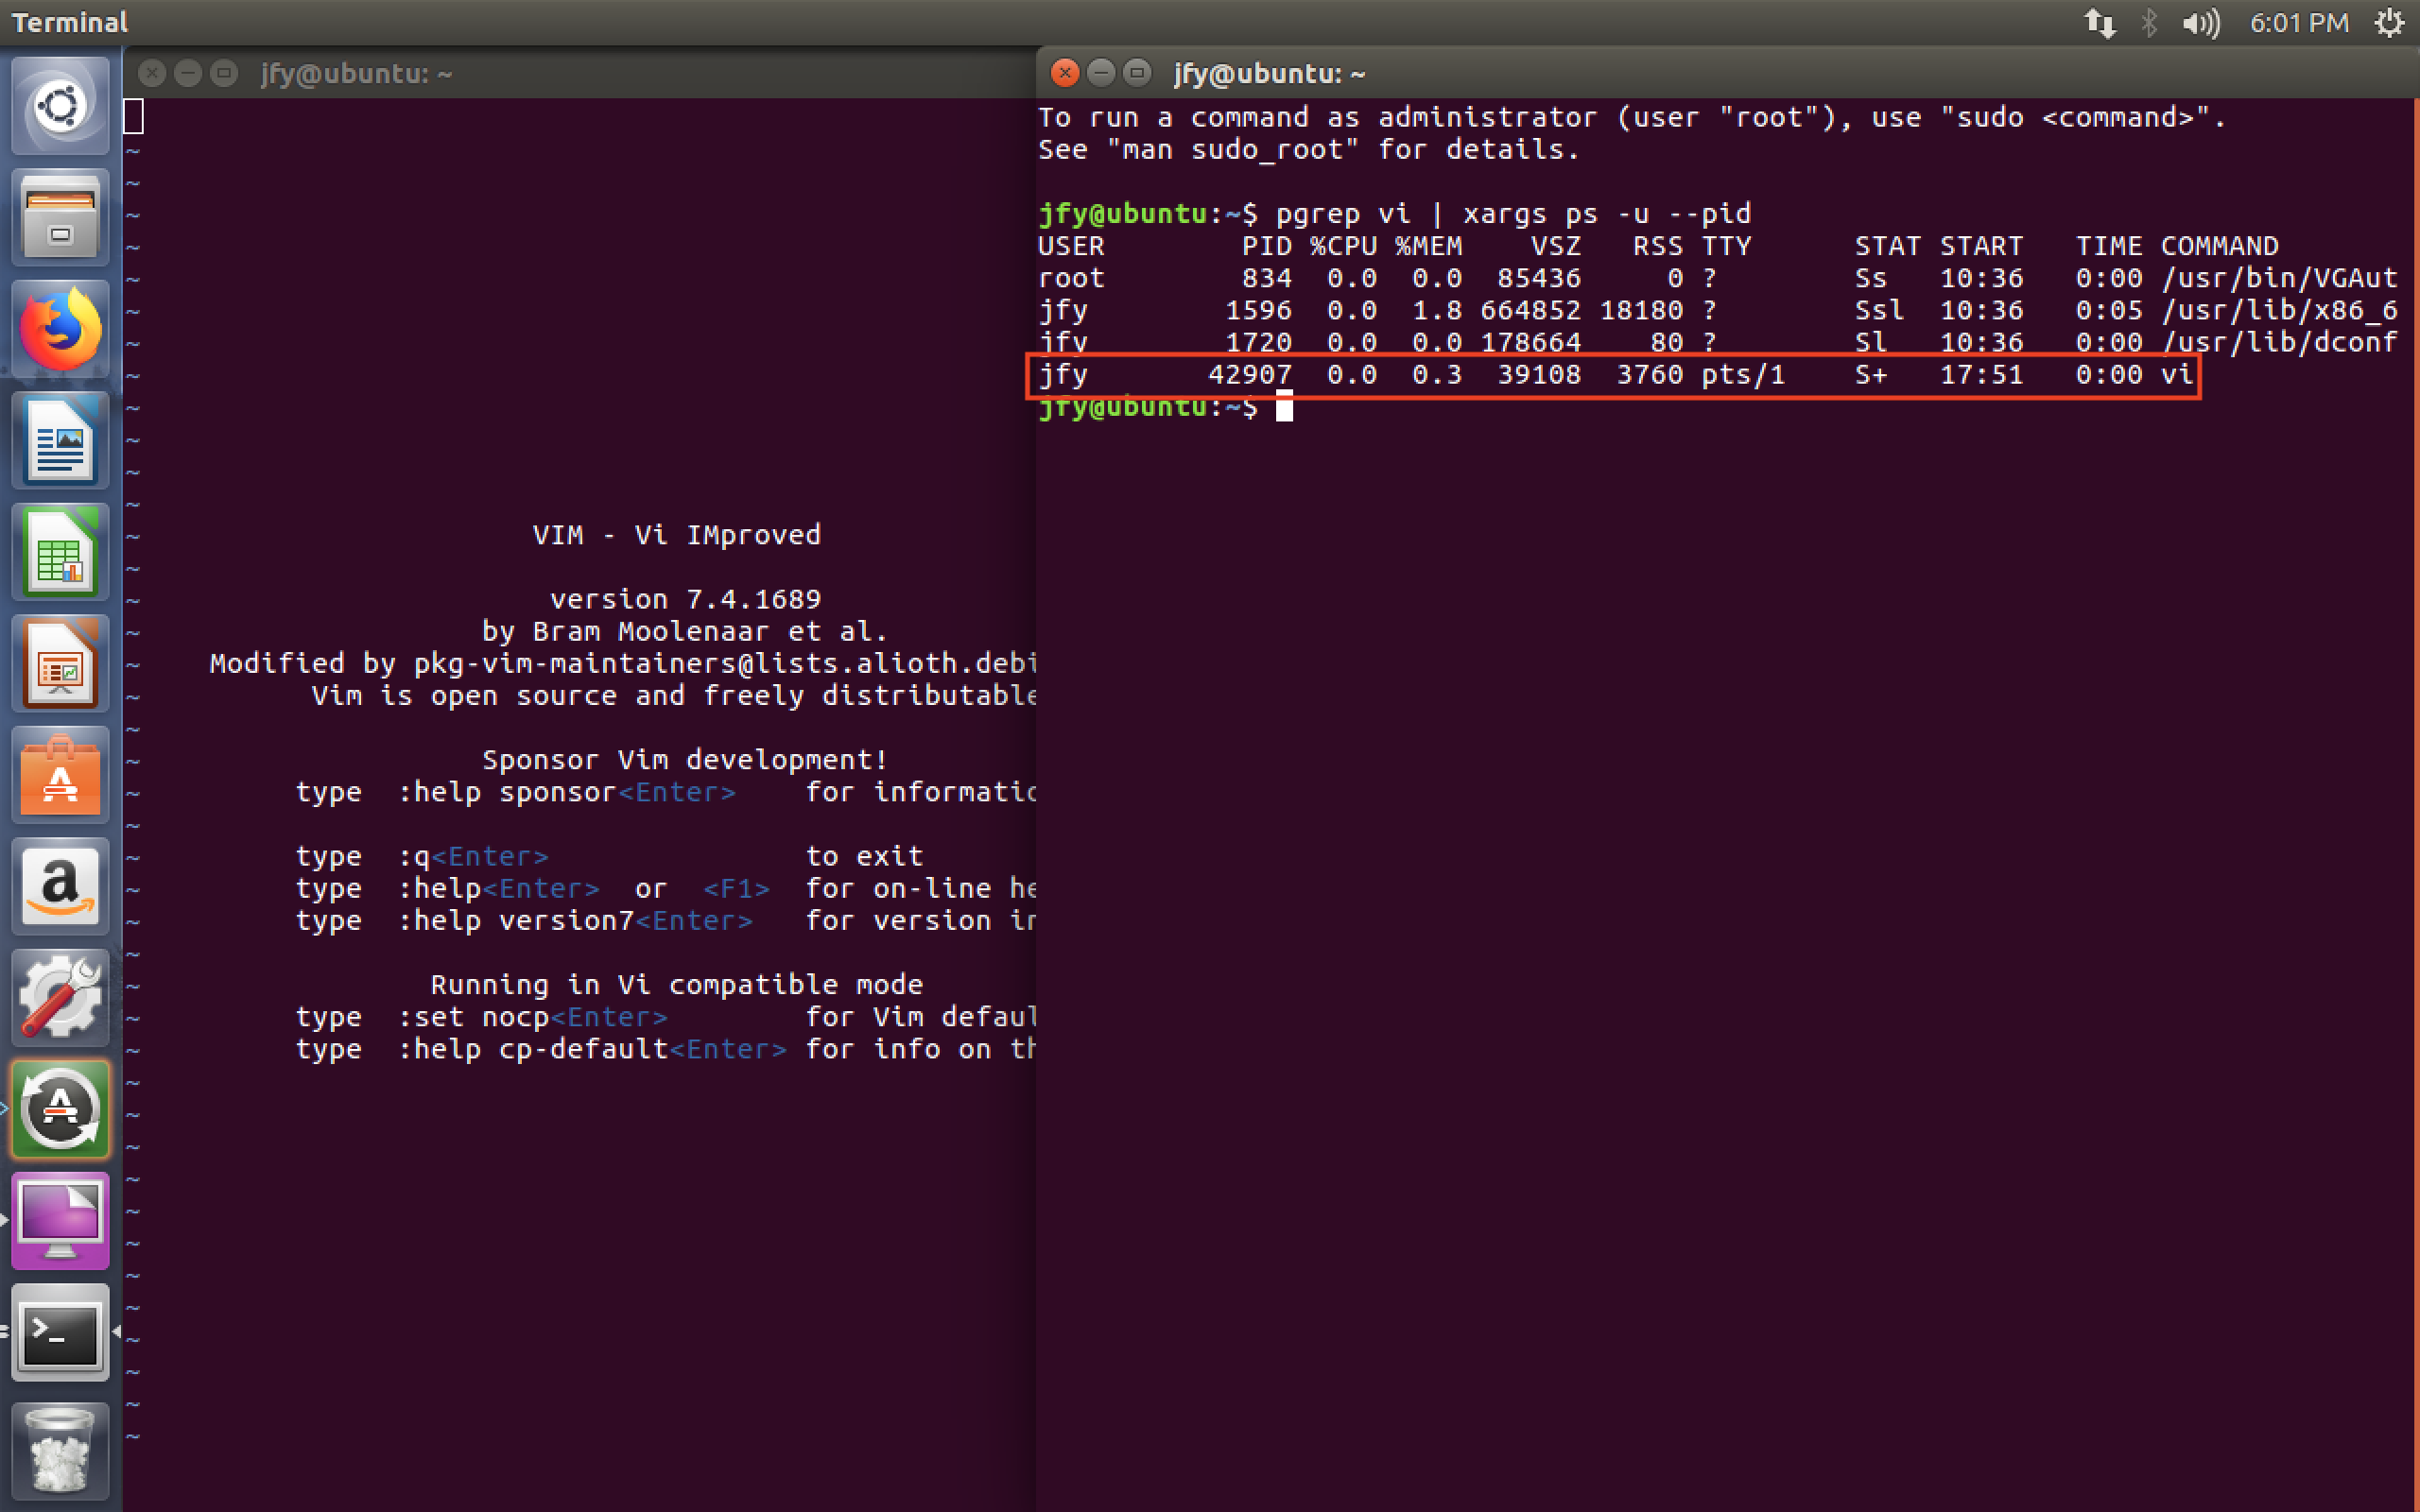 Terminal
6:01 PM
jfy@ubuntu: ~
~
~
~
~
~
~
~
~
~
~
~
~
~ VIM - Vi IMproved
~
~ version 7.4.1689
~ by Bram Moolenaar et al.
~ Modified by pkg-vim-maintainers@lists.alioth.debi
~ Vim is open source and freely distributable
~
~ Sponsor Vim development!
~ type :help sponsor<Enter> for informatio
~
~ type :q<Enter> to exit
~ type :help<Enter> or <F1> for on-line he
~ type :help version7<Enter> for version in
~
~ Running in Vi compatible mode
~ type :set nocp<Enter> for Vim defaul
~ type :help cp-default<Enter> for info on th
~
~
~
~
~
~
~
~
~
~
~
~
jfy@ubuntu: ~
To run a command as administrator (user "root"), use "sudo <command>".
See "man sudo_root" for details.
jfy@ubuntu:~$ pgrep vi | xargs ps -u --pid
USER PID %CPU %MEM VSZ RSS TTY STAT START TIME COMMAND
root 834 0.0 0.0 85436 0 ? Ss 10:36 0:00 /usr/bin/VGAut
jfy 1596 0.0 1.8 664852 18180 ? Ssl 10:36 0:05 /usr/lib/x86_6
jfy 1720 0.0 0.0 178664 80 ? Sl 10:36 0:00 /usr/lib/dconf
jfy 42907 0.0 0.3 39108 3760 pts/1 S+ 17:51 0:00 vi
jfy@ubuntu:~$